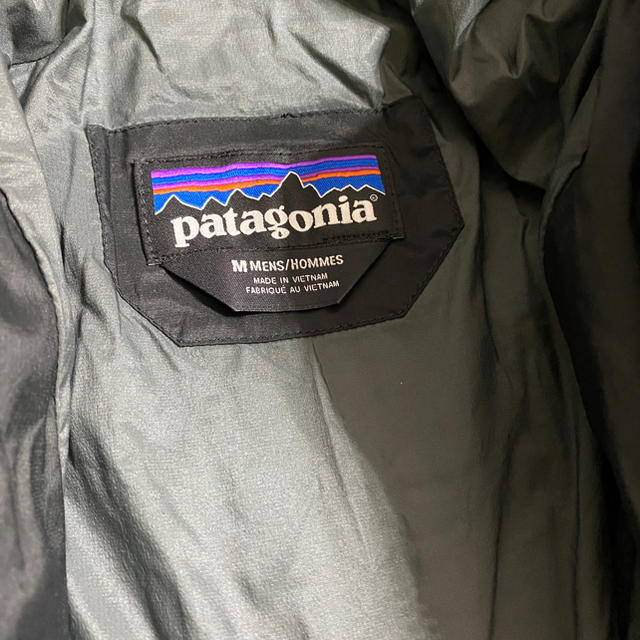 patagonia®
M MENS/HOMMES
MADE IN VIETNAM
FABRIQUÉ AU VIETNAM